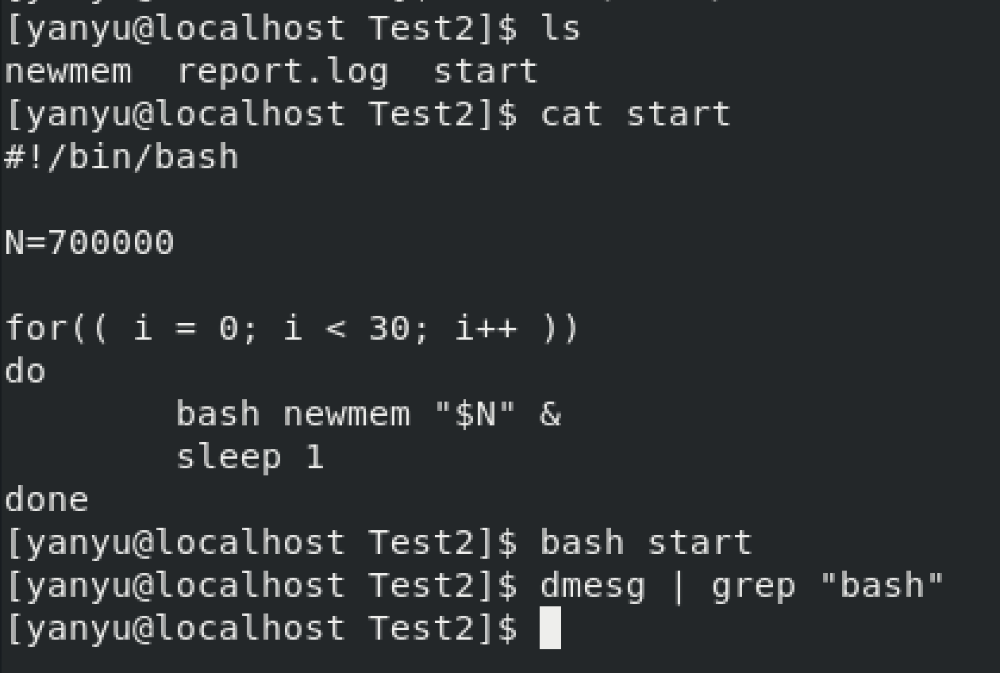 [yanyu@localhost Test2]$ ls
newmem  report.log  start
[yanyu@localhost Test2]$ cat start
#!/bin/bash

N=700000

for(( i = 0; i < 30; i++ ))
do
        bash newmem "$N" &
        sleep 1
done
[yanyu@localhost Test2]$ bash start
[yanyu@localhost Test2]$ dmesg | grep "bash"
[yanyu@localhost Test2]$